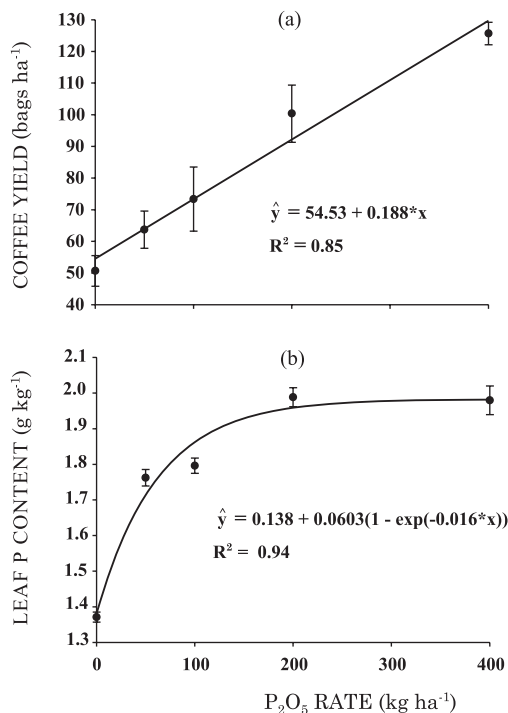 (a)
COFFEE YIELD (bags ha⁻¹)
130
120
110
100
90
80
70
60
50
40
ŷ = 54.53 + 0.188*x
R² = 0.85
(b)
LEAF P CONTENT (g kg⁻¹)
2.1
2.0
1.9
1.8
1.7
1.6
1.5
1.4
1.3
ŷ = 0.138 + 0.0603(1 - exp(-0.016*x))
R² = 0.94
0 100 200 300 400
P₂O₅ RATE (kg ha⁻¹)